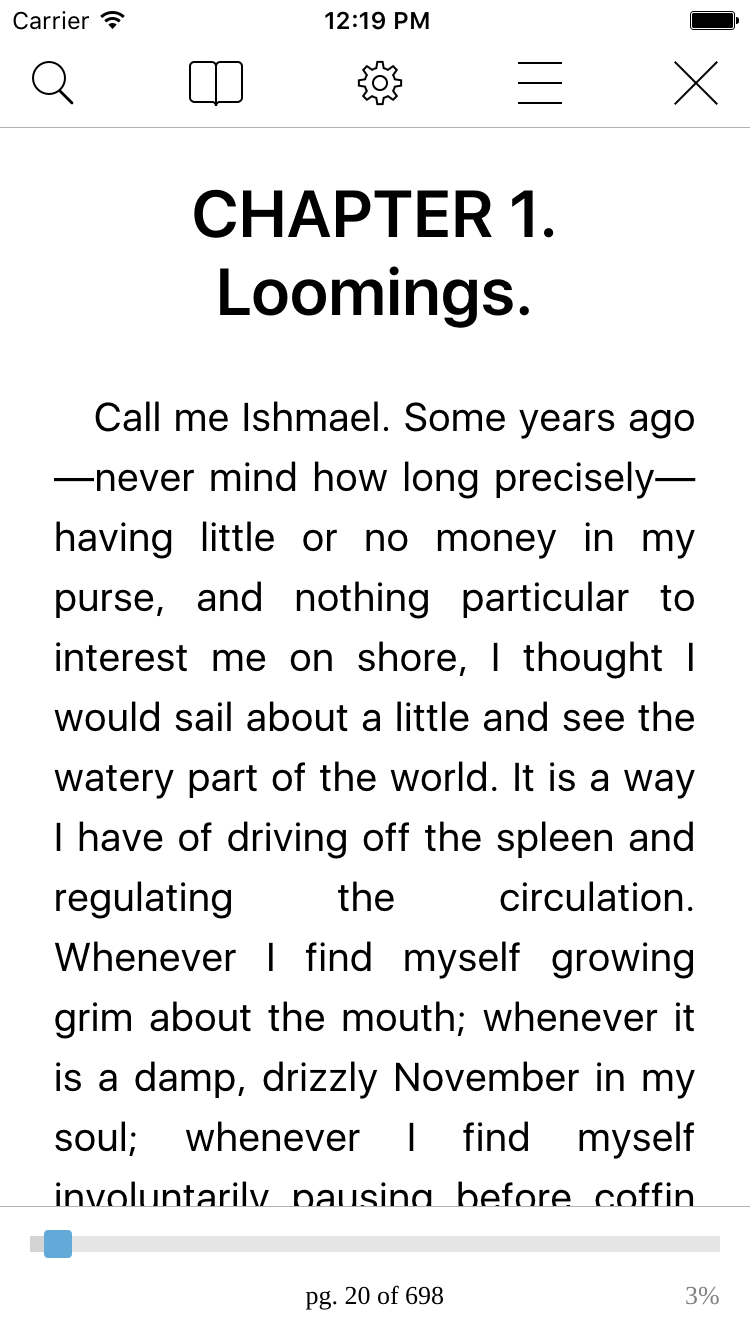 Carrier 12:19 PM
CHAPTER 1.
Loomings.
Call me Ishmael. Some years ago
—never mind how long precisely—
having little or no money in my
purse, and nothing particular to
interest me on shore, I thought I
would sail about a little and see the
watery part of the world. It is a way
I have of driving off the spleen and
regulating the circulation.
Whenever I find myself growing
grim about the mouth; whenever it
is a damp, drizzly November in my
soul; whenever I find myself
involuntarily pausing before coffin
pg. 20 of 698 3%